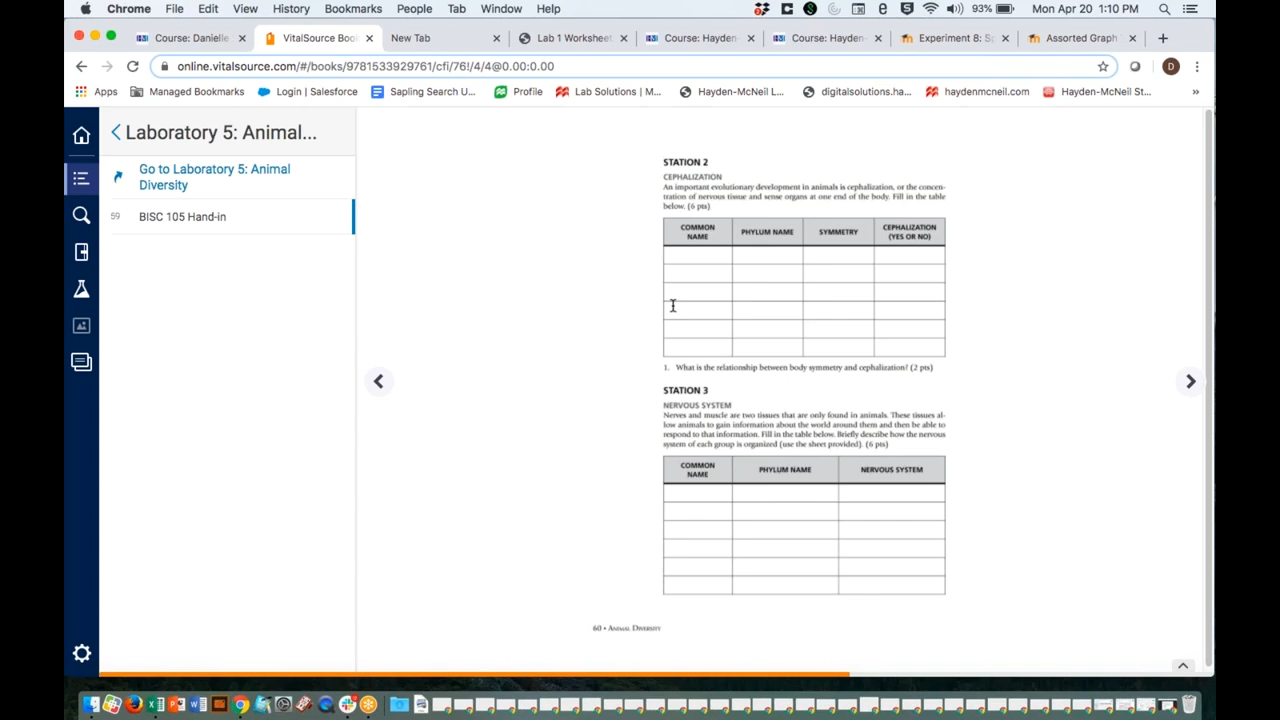 Chrome File Edit View History Bookmarks People Tab Window Help 93% Mon Apr 20 1:10 PM
Course: Danielle VitalSource Boo New Tab Lab 1 Worksheet Course: Hayden- Course: Hayden- Experiment 8: Sp Assorted Graph
online.vitalsource.com/#/books/9781533929761/cfi/76!/4/4@0.00:0.00 D
Apps Managed Bookmarks Login | Salesforce Sapling Search U... Profile Lab Solutions | M... Hayden-McNeil L... digitalsolutions.ha... haydenmcneil.com Hayden-McNeil St... »
Laboratory 5: Animal...
Go to Laboratory 5: Animal
Diversity
59 BISC 105 Hand-in
STATION 2
CEPHALIZATION
An important evolutionary development in animals is cephalization, or the concen-
tration of nervous tissue and sense organs at one end of the body. Fill in the table
below. (6 pts)
COMMON NAME PHYLUM NAME SYMMETRY CEPHALIZATION (YES OR NO)
1. What is the relationship between body symmetry and cephalization? (2 pts)
STATION 3
NERVOUS SYSTEM
Nerves and muscle are two tissues that are only found in animals. These tissues al-
low animals to gain information about the world around them and then be able to
respond to that information. Fill in the table below. Briefly describe how the nervous
system of each group is organized (use the sheet provided). (6 pts)
COMMON NAME PHYLUM NAME NERVOUS SYSTEM
60 • ANIMAL DIVERSITY